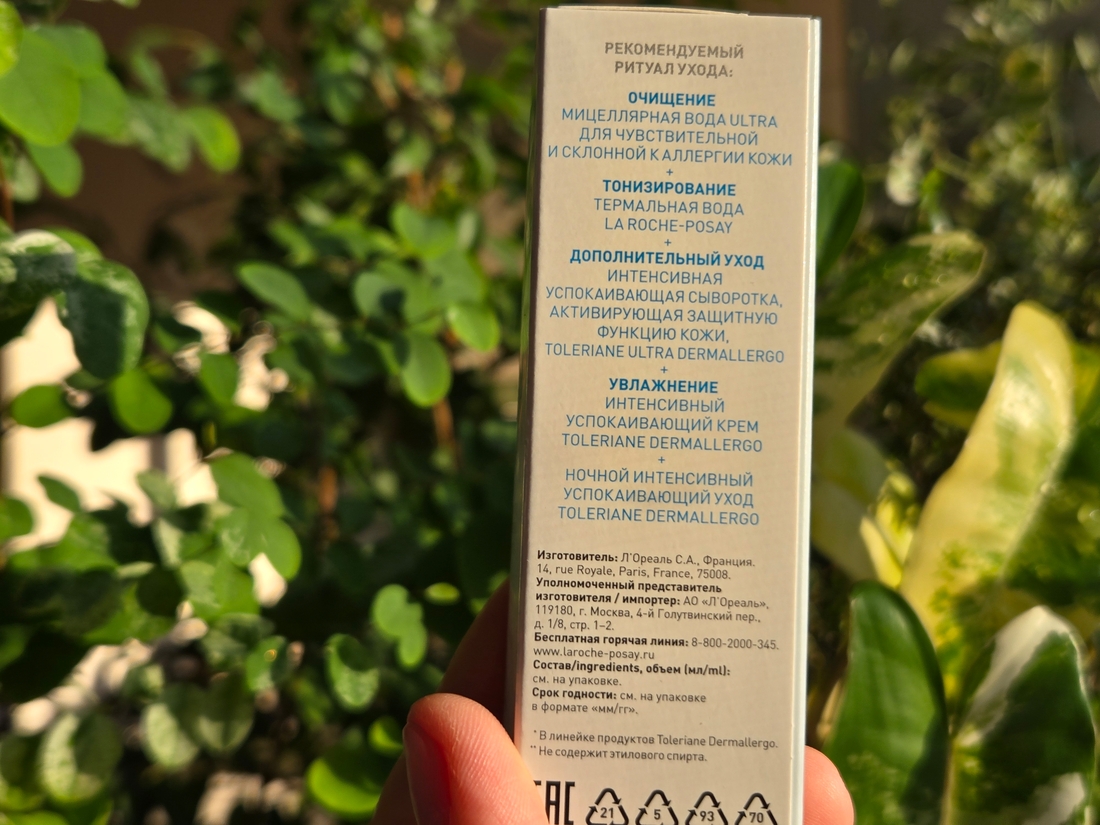 РЕКОМЕНДУЕМЫЙ
РИТУАЛ УХОДА:
ОЧИЩЕНИЕ
МИЦЕЛЛЯРНАЯ ВОДА ULTRA
ДЛЯ ЧУВСТВИТЕЛЬНОЙ
И СКЛОННОЙ К АЛЛЕРГИИ КОЖИ
+
ТОНИЗИРОВАНИЕ
ТЕРМАЛЬНАЯ ВОДА
LA ROCHE-POSAY
+
ДОПОЛНИТЕЛЬНЫЙ УХОД
ИНТЕНСИВНАЯ
УСПОКАИВАЮЩАЯ СЫВОРОТКА,
АКТИВИРУЮЩАЯ ЗАЩИТНУЮ
ФУНКЦИЮ КОЖИ,
TOLERIANE ULTRA DERMALLERGO
+
УВЛАЖНЕНИЕ
ИНТЕНСИВНЫЙ
УСПОКАИВАЮЩИЙ КРЕМ
TOLERIANE DERMALLERGO
+
НОЧНОЙ ИНТЕНСИВНЫЙ
УСПОКАИВАЮЩИЙ УХОД
TOLERIANE DERMALLERGO
Изготовитель: Л'Ореаль С.А., Франция.
14, rue Royale, Paris, France, 75008.
Уполномоченный представитель
изготовителя / импортер: АО «Л'Ореаль»,
119180, г. Москва, 4-й Голутвинский пер.,
д. 1/8, стр. 1–2.
Бесплатная горячая линия: 8-800-2000-345.
www.laroche-posay.ru
Состав/ingredients, объем (мл/ml):
см. на упаковке.
Срок годности: см. на упаковке
в формате «мм/гг».
* В линейке продуктов Toleriane Dermallergo.
** Не содержит этилового спирта.
EAC 21 5 93 70